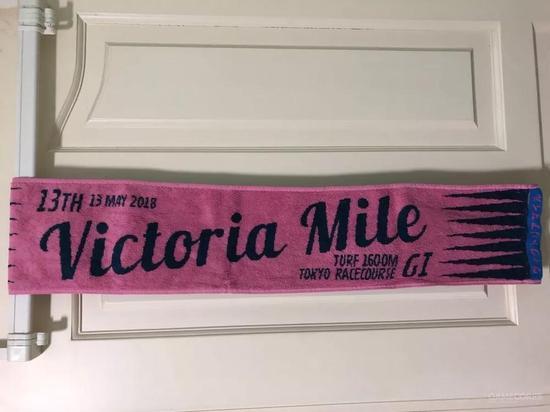 13TH 13 MAY 2018
Victoria Mile
TURF 1600M
TOKYO RACECOURSE GI